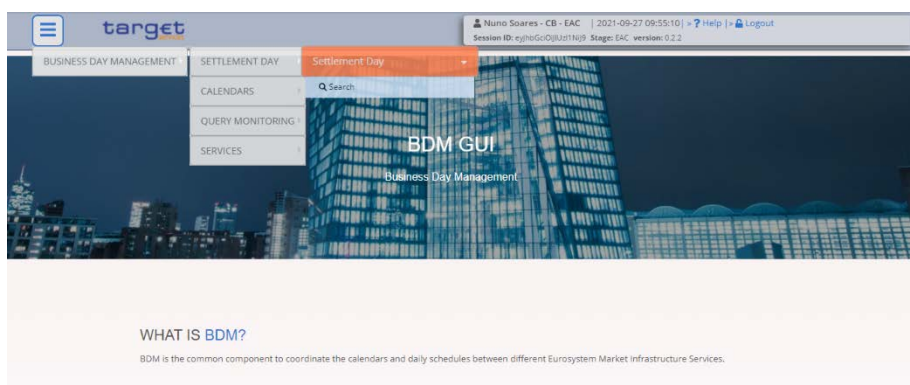 target
Nuno Soares - CB - EAC | 2021-09-27 09:55:10| » ? Help |» Logout
Stage: EAC version: 0.2.2
Session ID:
BUSINESS DAY MANAGEMENT
SETTLEMENT DAY
Settlement Day
CALENDARS
Search
QUERY MONITORING
SERVICES
BDM GUI
Business Day Management
WHAT IS BDM?
BDM is the common component to coordinate the calendars and daily schedules between different Eurosystem Market Infrastructure Services.